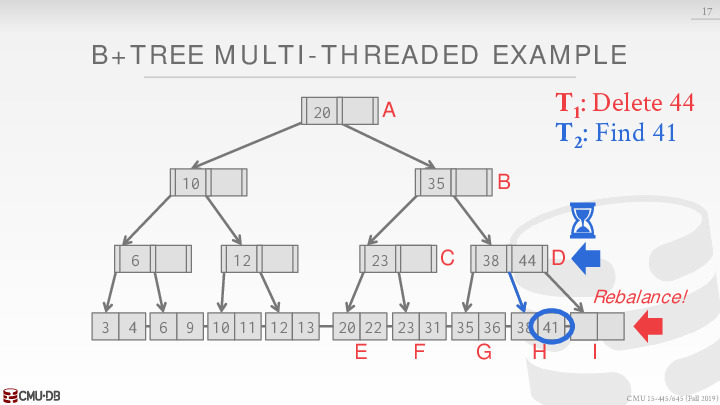 17
B+TREE MULTI-THREADED EXAMPLE
T1: Delete 44
T2: Find 41
20 A
10
35 B
6
12
23 C
38 44 D
Rebalance!
3 4 6 9 10 11 12 13 20 22 23 31 35 36 38 41
E F G H I
CMU·DB
CMU 15-445/645 (Fall 2019)